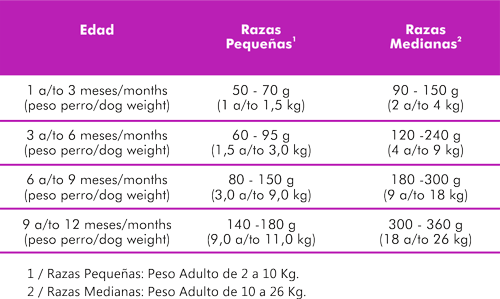 Edad
Razas Pequeñas¹
Razas Medianas²
1 a/to 3 meses/months (peso perro/dog weight)
50 - 70 g (1 a/to 1,5 kg)
90 - 150 g (2 a/to 4 kg)
3 a/to 6 meses/months (peso perro/dog weight)
60 - 95 g (1,5 a/to 3,0 kg)
120 -240 g (4 a/to 9 kg)
6 a/to 9 meses/months (peso perro/dog weight)
80 - 150 g (3,0 a/to 9,0 kg)
180 -300 g (9 a/to 18 kg)
9 a/to 12 meses/months (peso perro/dog weight)
140 -180 g (9,0 a/to 11,0 kg)
300 - 360 g (18 a/to 26 kg)
1 / Razas Pequeñas: Peso Adulto de 2 a 10 Kg.
2 / Razas Medianas: Peso Adulto de 10 a 26 Kg.